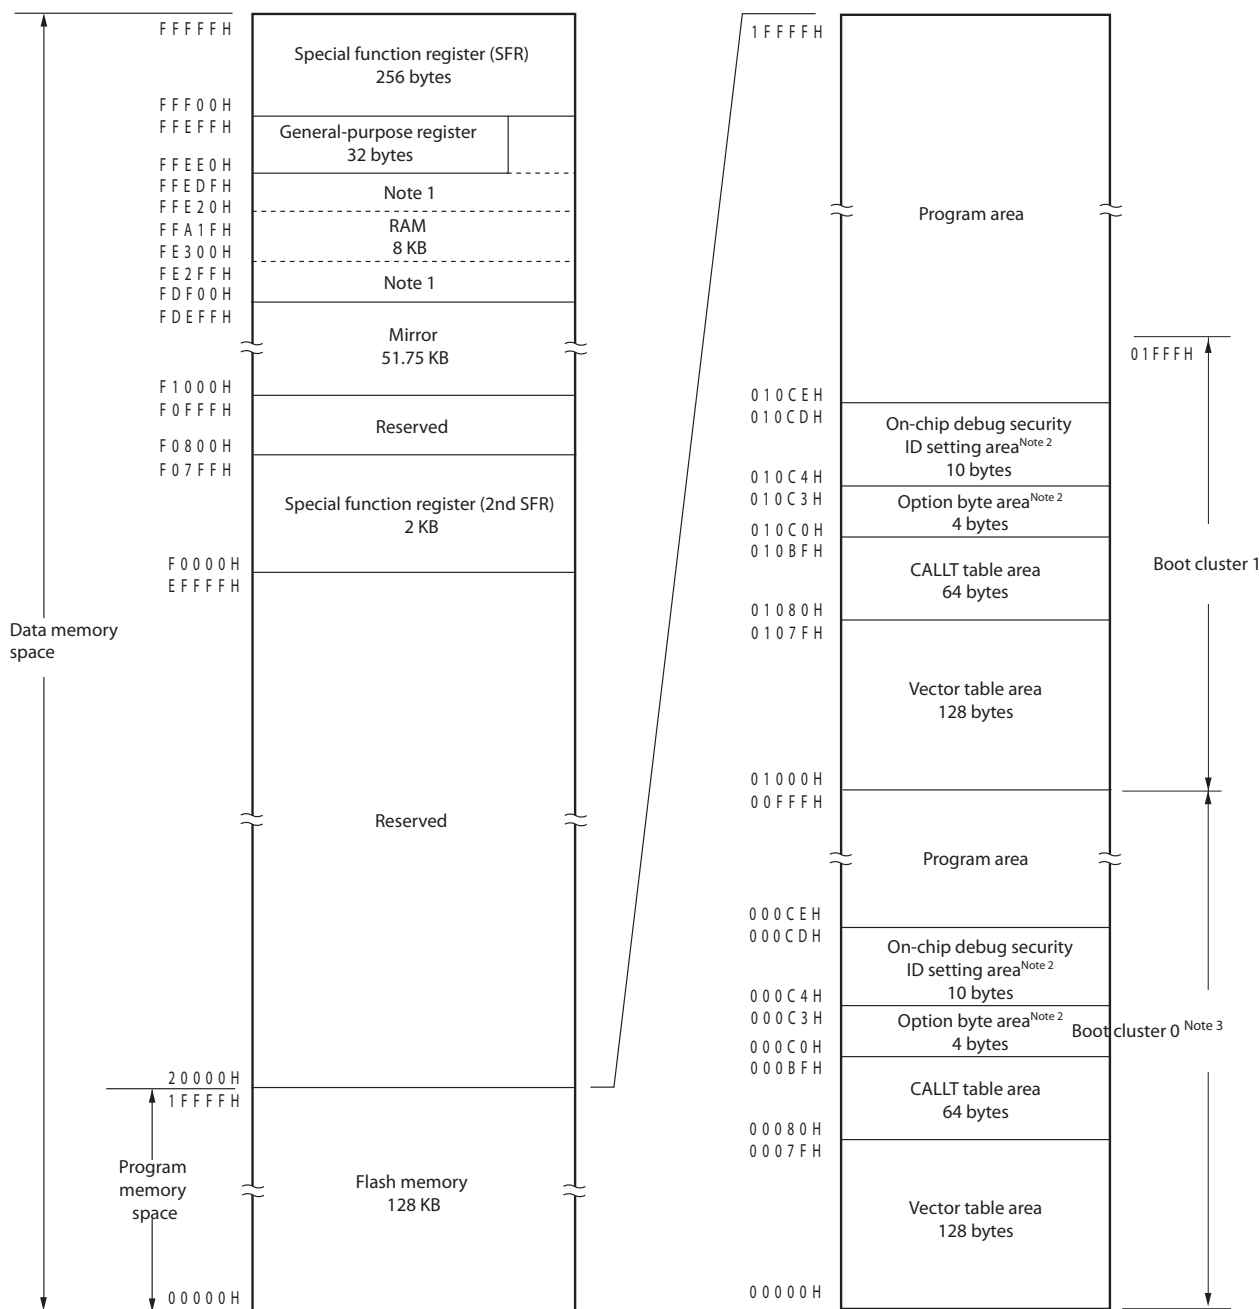 FFFFFH
Special function register (SFR)
256 bytes
FFF00H
FFEFFH
General-purpose register
32 bytes
FFEE0H
FFEDFH
Note 1
FFE20H
FFA1FH
RAM
8 KB
FE300H
FE2FFH
Note 1
FDF00H
FDEFFH
Mirror
51.75 KB
F1000H
F0FFFH
Reserved
F0800H
F07FFH
Special function register (2nd SFR)
2 KB
F0000H
EFFFFH
Data memory
space
Reserved
20000H
1FFFFH
Program
memory
space
Flash memory
128 KB
00000H
1FFFFH
Program area
01FFFH
010CEH
010CDH
On-chip debug security
ID setting area Note 2
10 bytes
010C4H
010C3H
Option byte area Note 2
4 bytes
010C0H
010BFH
CALLT table area
64 bytes
Boot cluster 1
01080H
0107FH
Vector table area
128 bytes
01000H
00FFFH
Program area
000CEH
000CDH
On-chip debug security
ID setting area Note 2
10 bytes
000C4H
000C3H
Option byte area Note 2
4 bytes
Boot cluster 0 Note 3
000C0H
000BFH
CALLT table area
64 bytes
00080H
0007FH
Vector table area
128 bytes
00000H